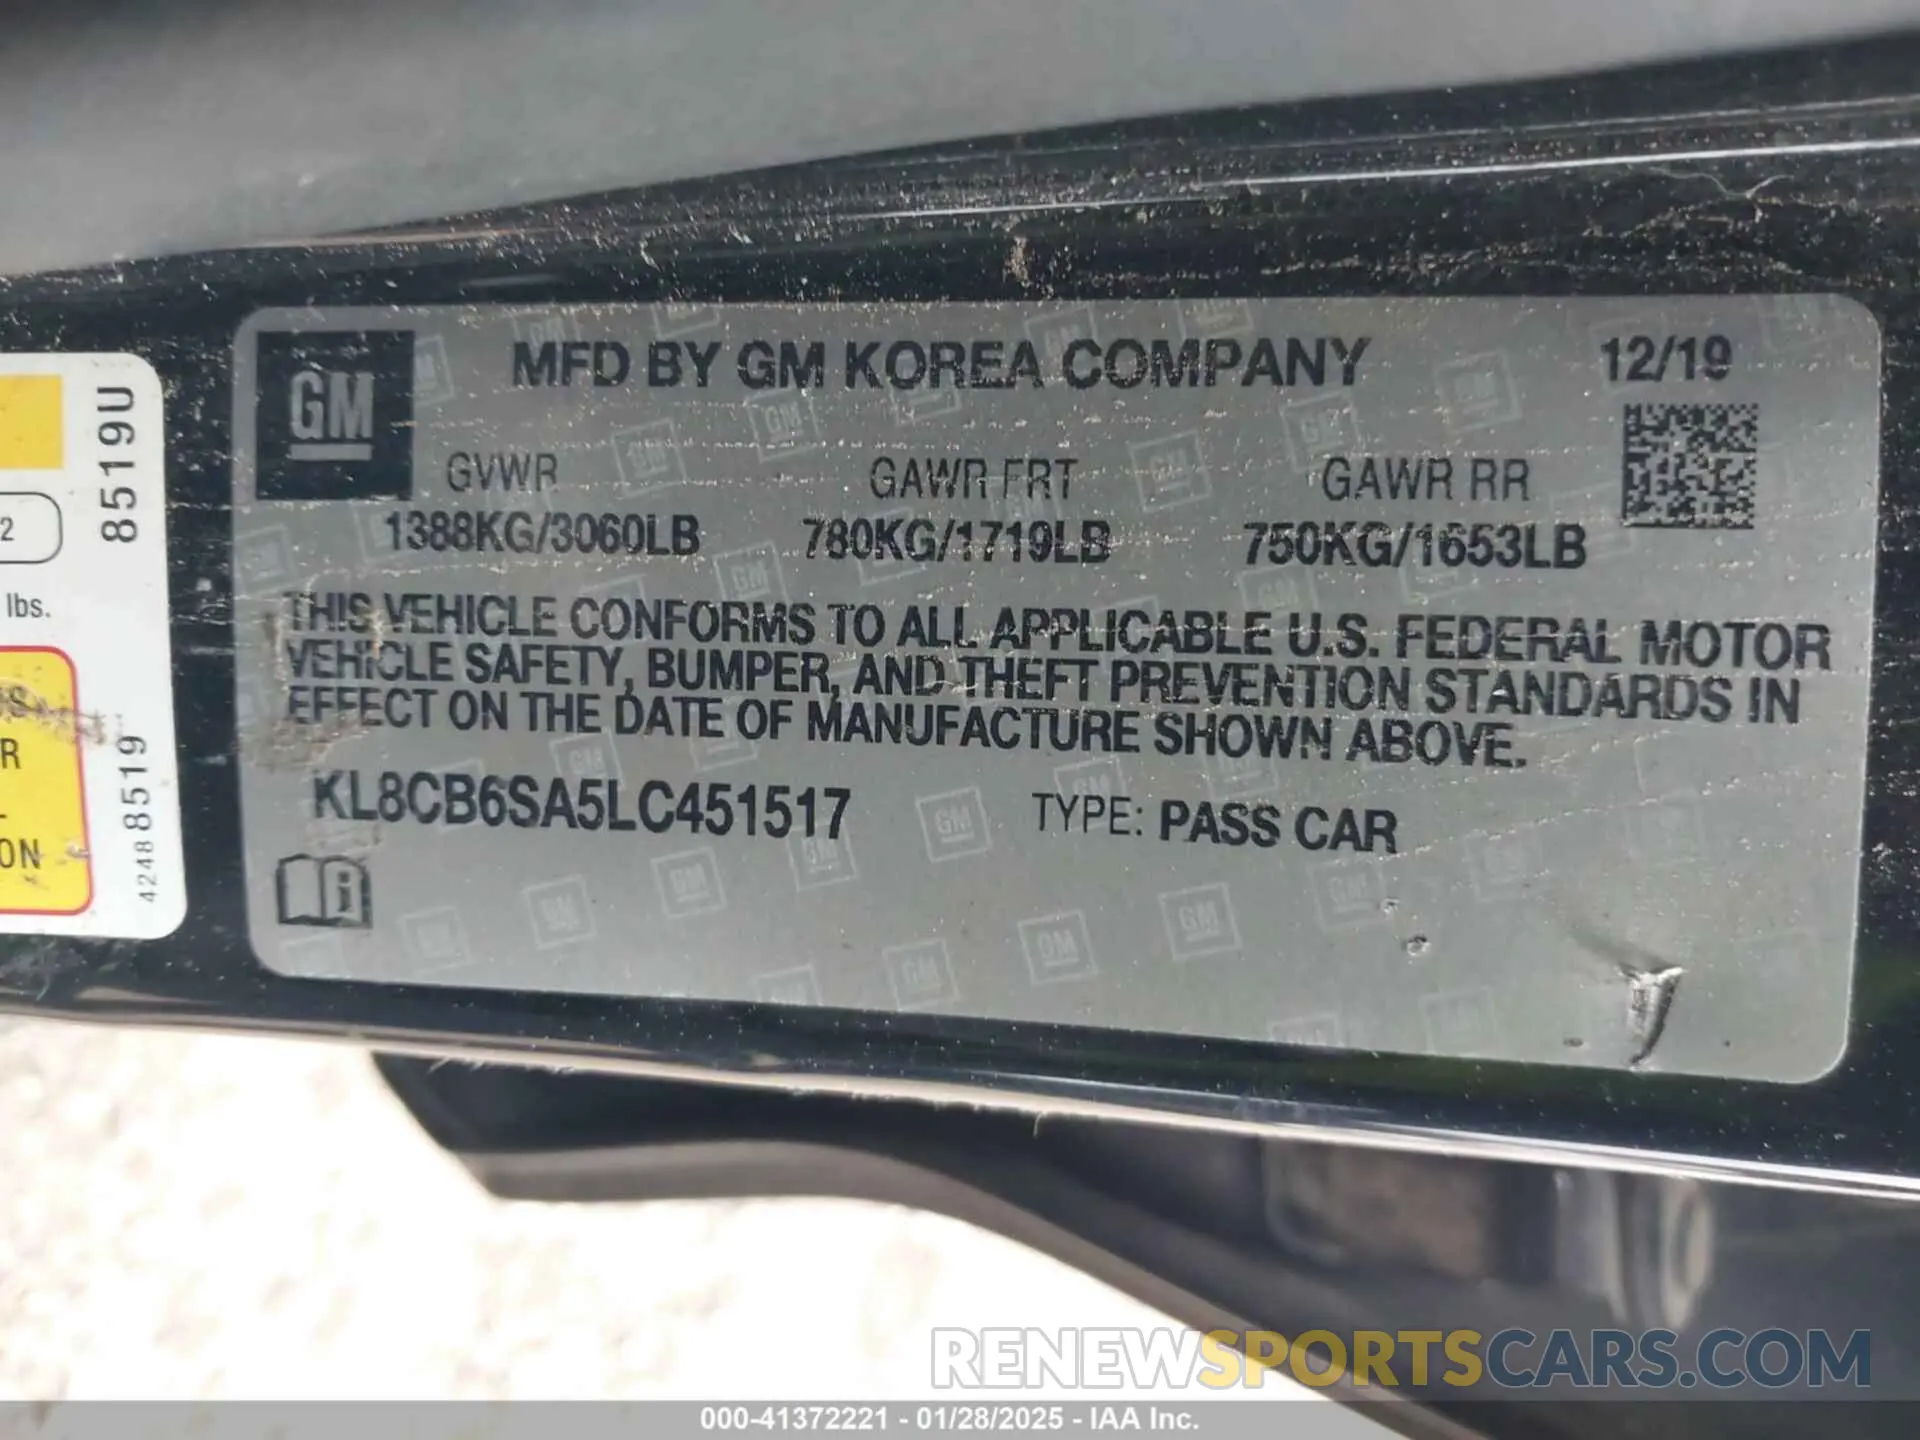 GM
MFD BY GM KOREA COMPANY
12/19
GVWR
GAWR FRT
GAWR RR
1388KG/3060LB
780KG/1719LB
750KG/1653LB
THIS VEHICLE CONFORMS TO ALL APPLICABLE U.S. FEDERAL MOTOR
VEHICLE SAFETY, BUMPER, AND THEFT PREVENTION STANDARDS IN
EFFECT ON THE DATE OF MANUFACTURE SHOWN ABOVE.
KL8CB6SA5LC451517
TYPE: PASS CAR
8519U
42488519
2
lbs.
R
ON
RENEWSPORTSCARS.COM
000-41372221 - 01/28/2025 - IAA Inc.